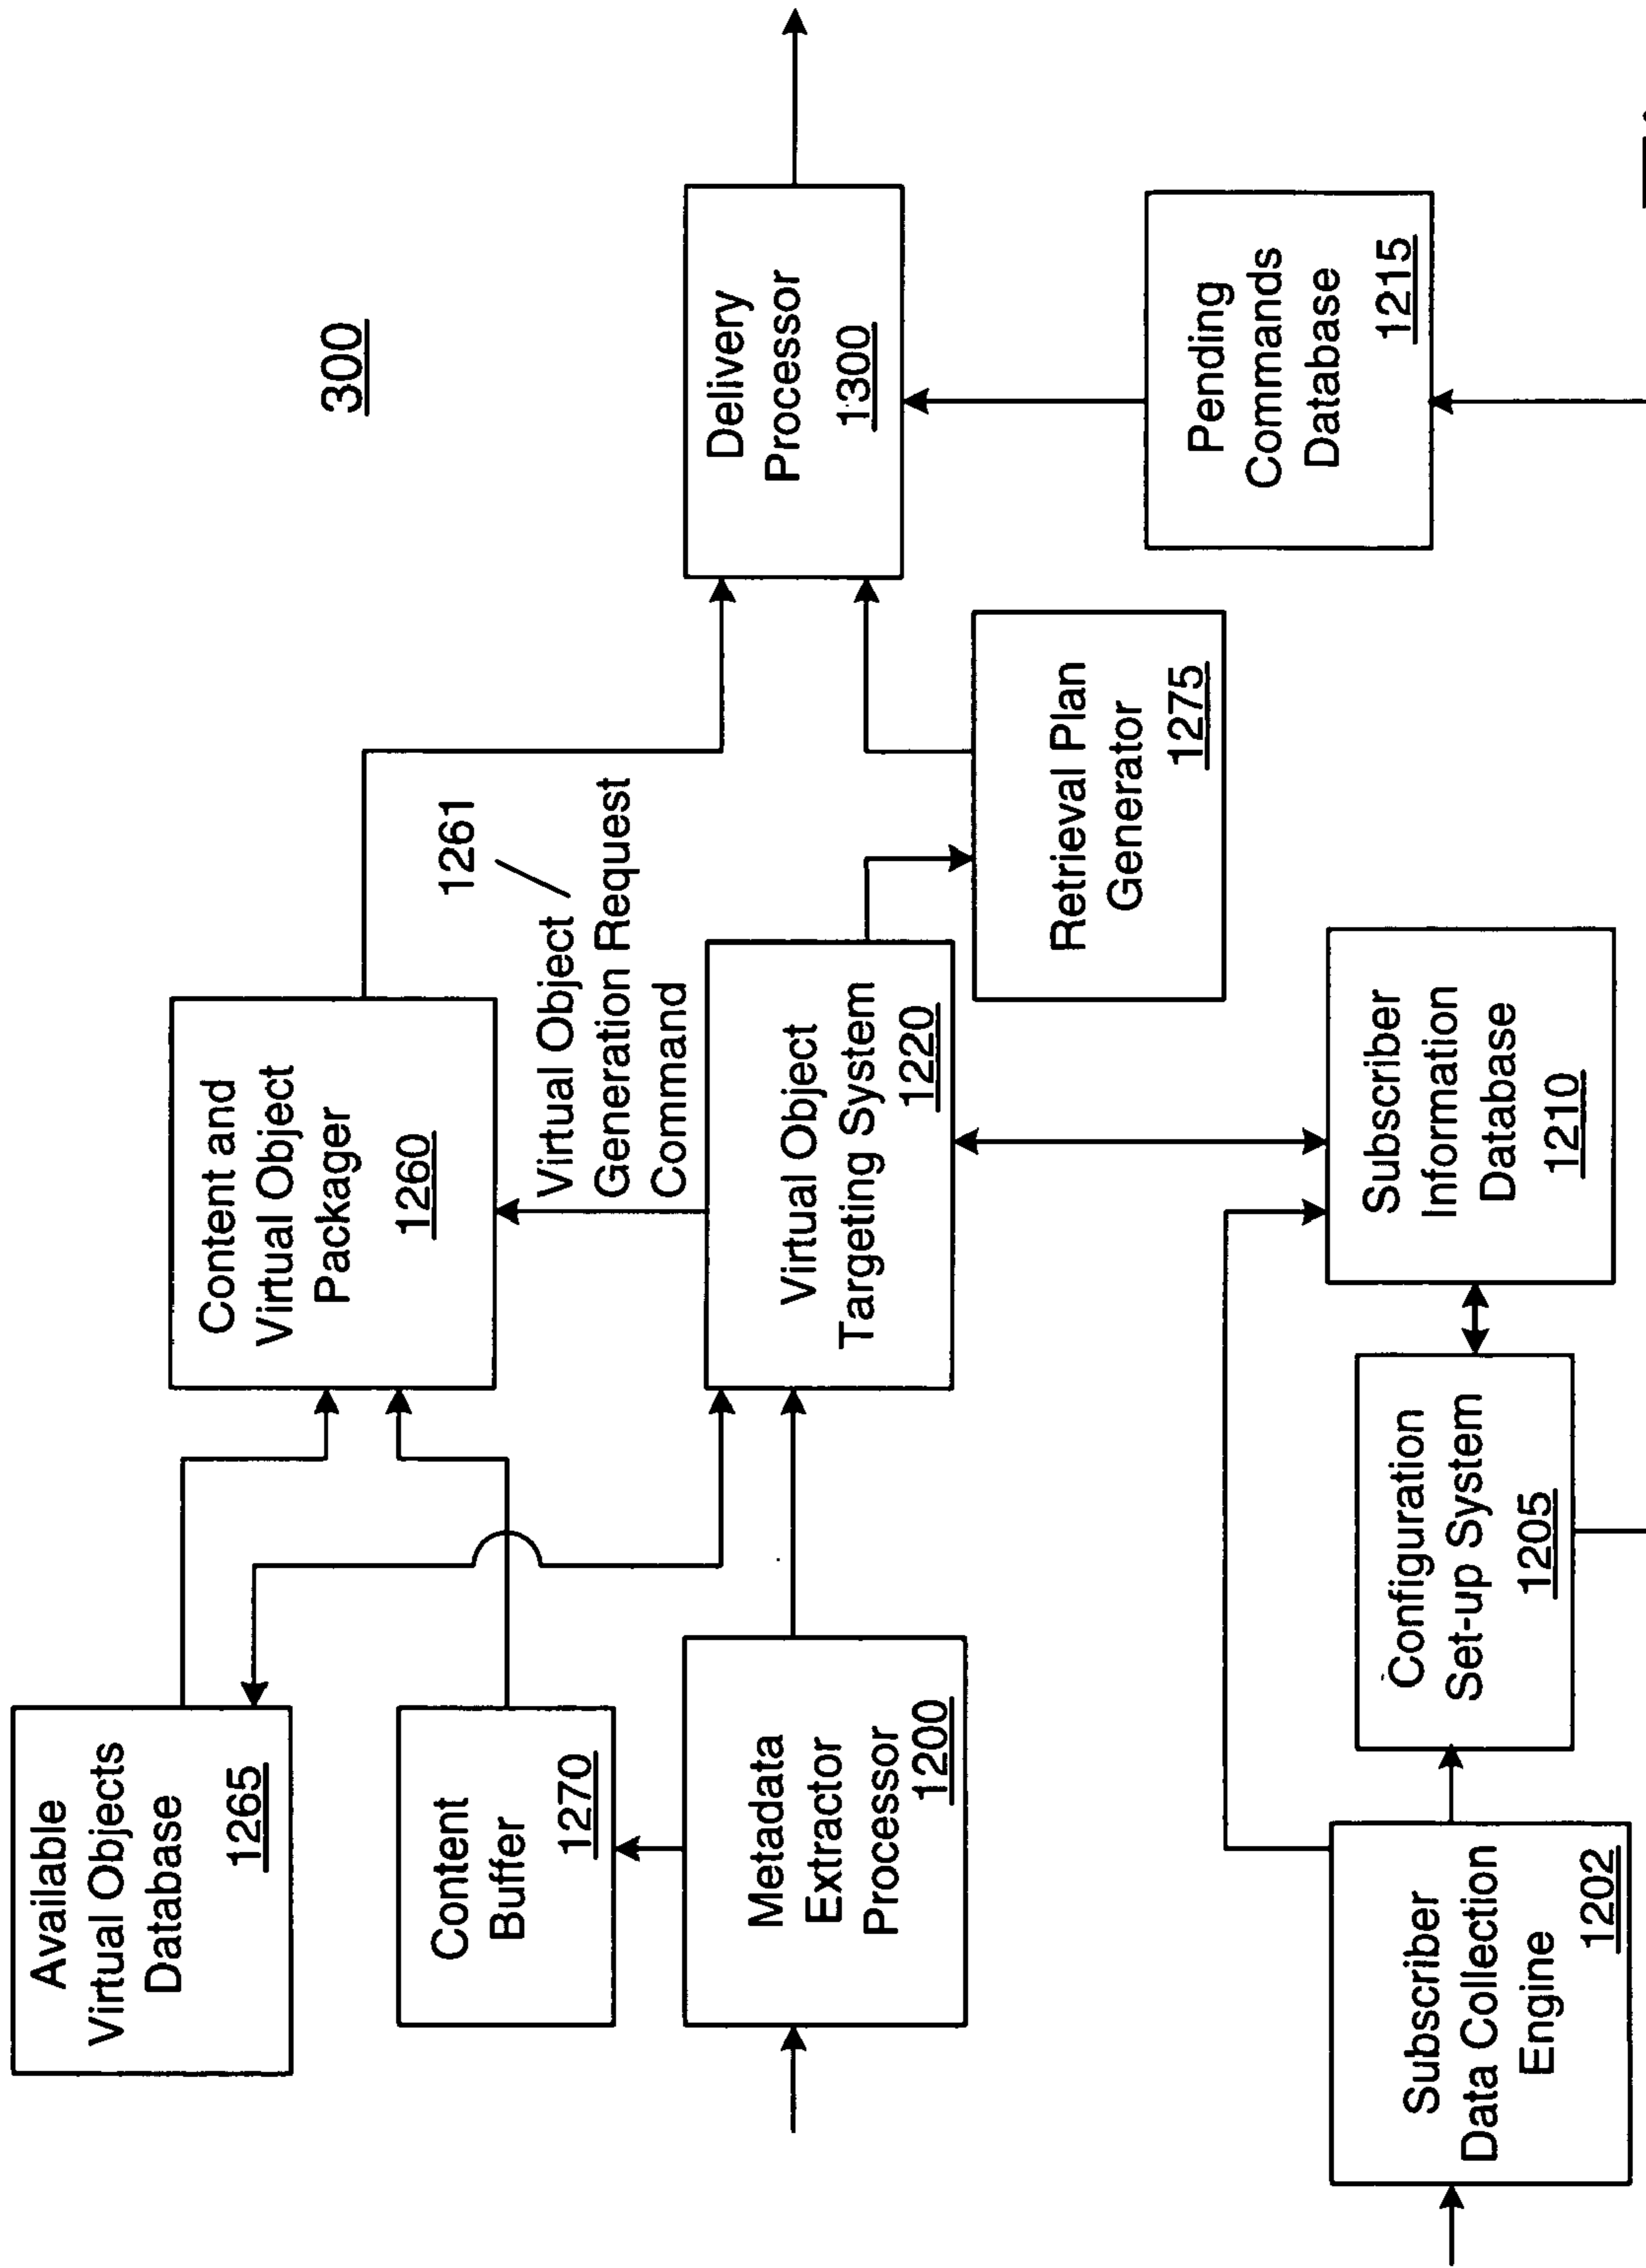 300
Available
Virtual Objects
Database
1265
Content
Buffer
1270
Metadata
Extractor
Processor
1200
Content and
Virtual Object
Packager
1260
1261
Virtual Object
Generation Request
Command
Virtual Object
Targeting System
1220
Retrieval Plan
Generator
1275
Delivery
Processor
1300
Pending
Commands
Database
1215
Subscriber
Data Collection
Engine
1202
Configuration
Set-up System
1205
Subscriber
Information
Database
1210